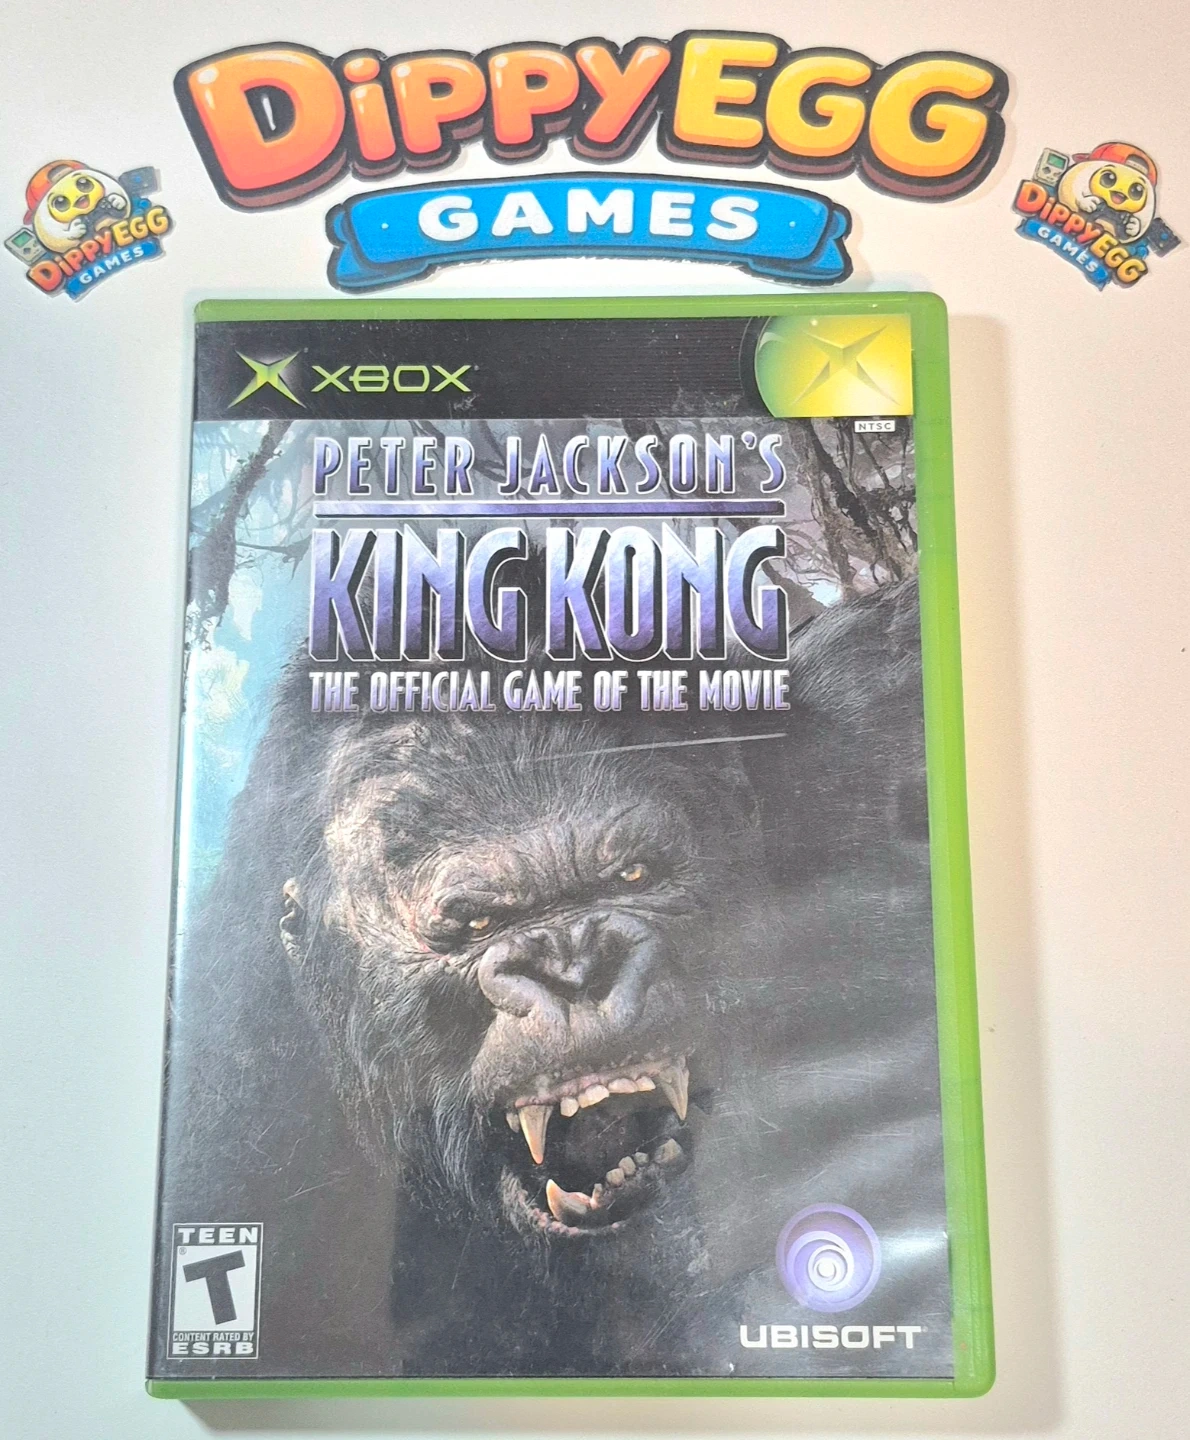 DIPPYEGG
GAMES
DIPPYEGG
GAMES
DIPPYEGG
GAMES
XBOX
NTSC
PETER JACKSON'S
KING KONG
THE OFFICIAL GAME OF THE MOVIE
TEEN
T
®
CONTENT RATED BY
ESRB
UBISOFT